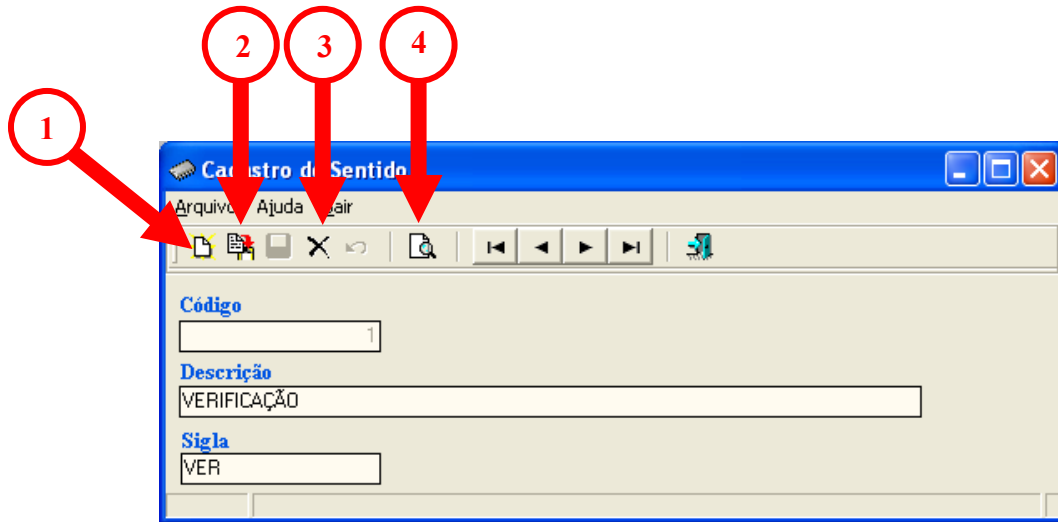 2 3 4
1
Cadastro de Sentido
Arquivo Ajuda Sair
Código
1
Descrição
VERIFICAÇÃO
Sigla
VER